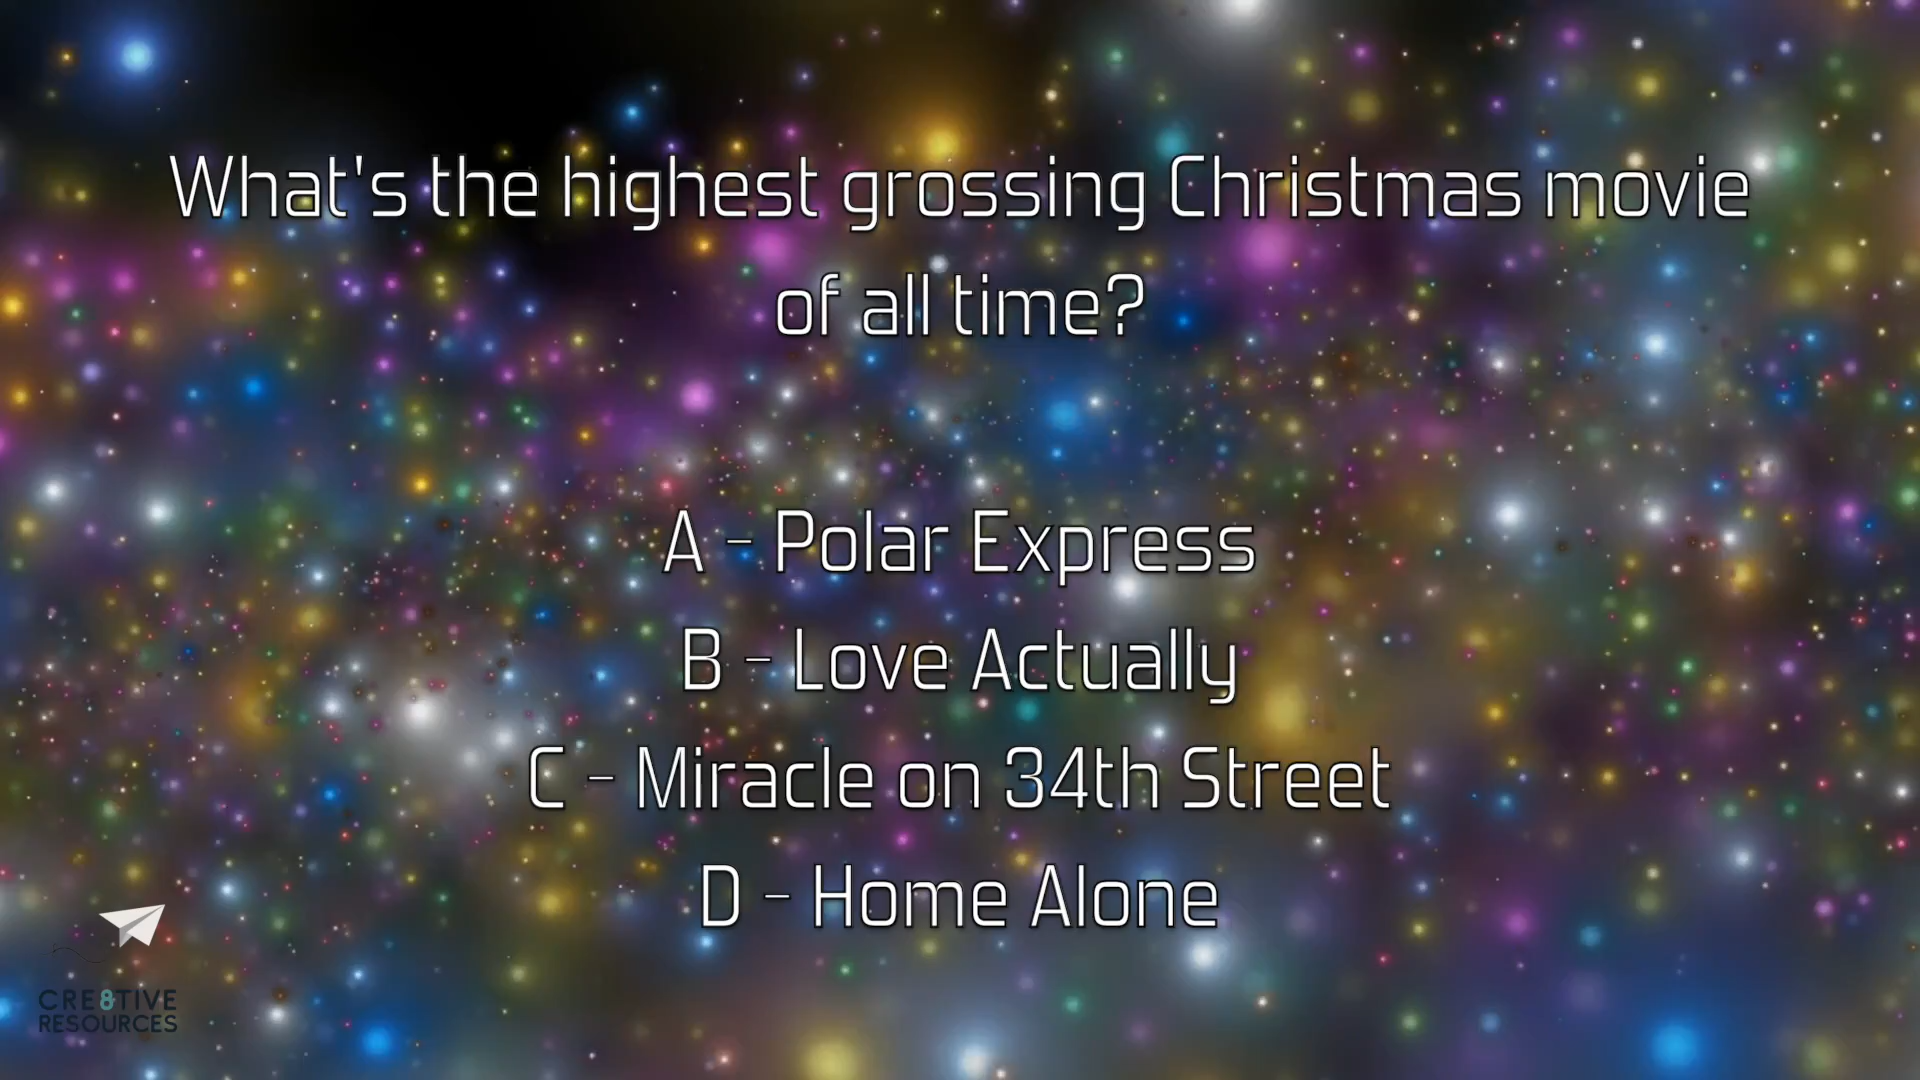 What's the highest grossing Christmas movie
of all time?
A - Polar Express
B - Love Actually
C - Miracle on 34th Street
D - Home Alone
CRE8TIVE
RESOURCES